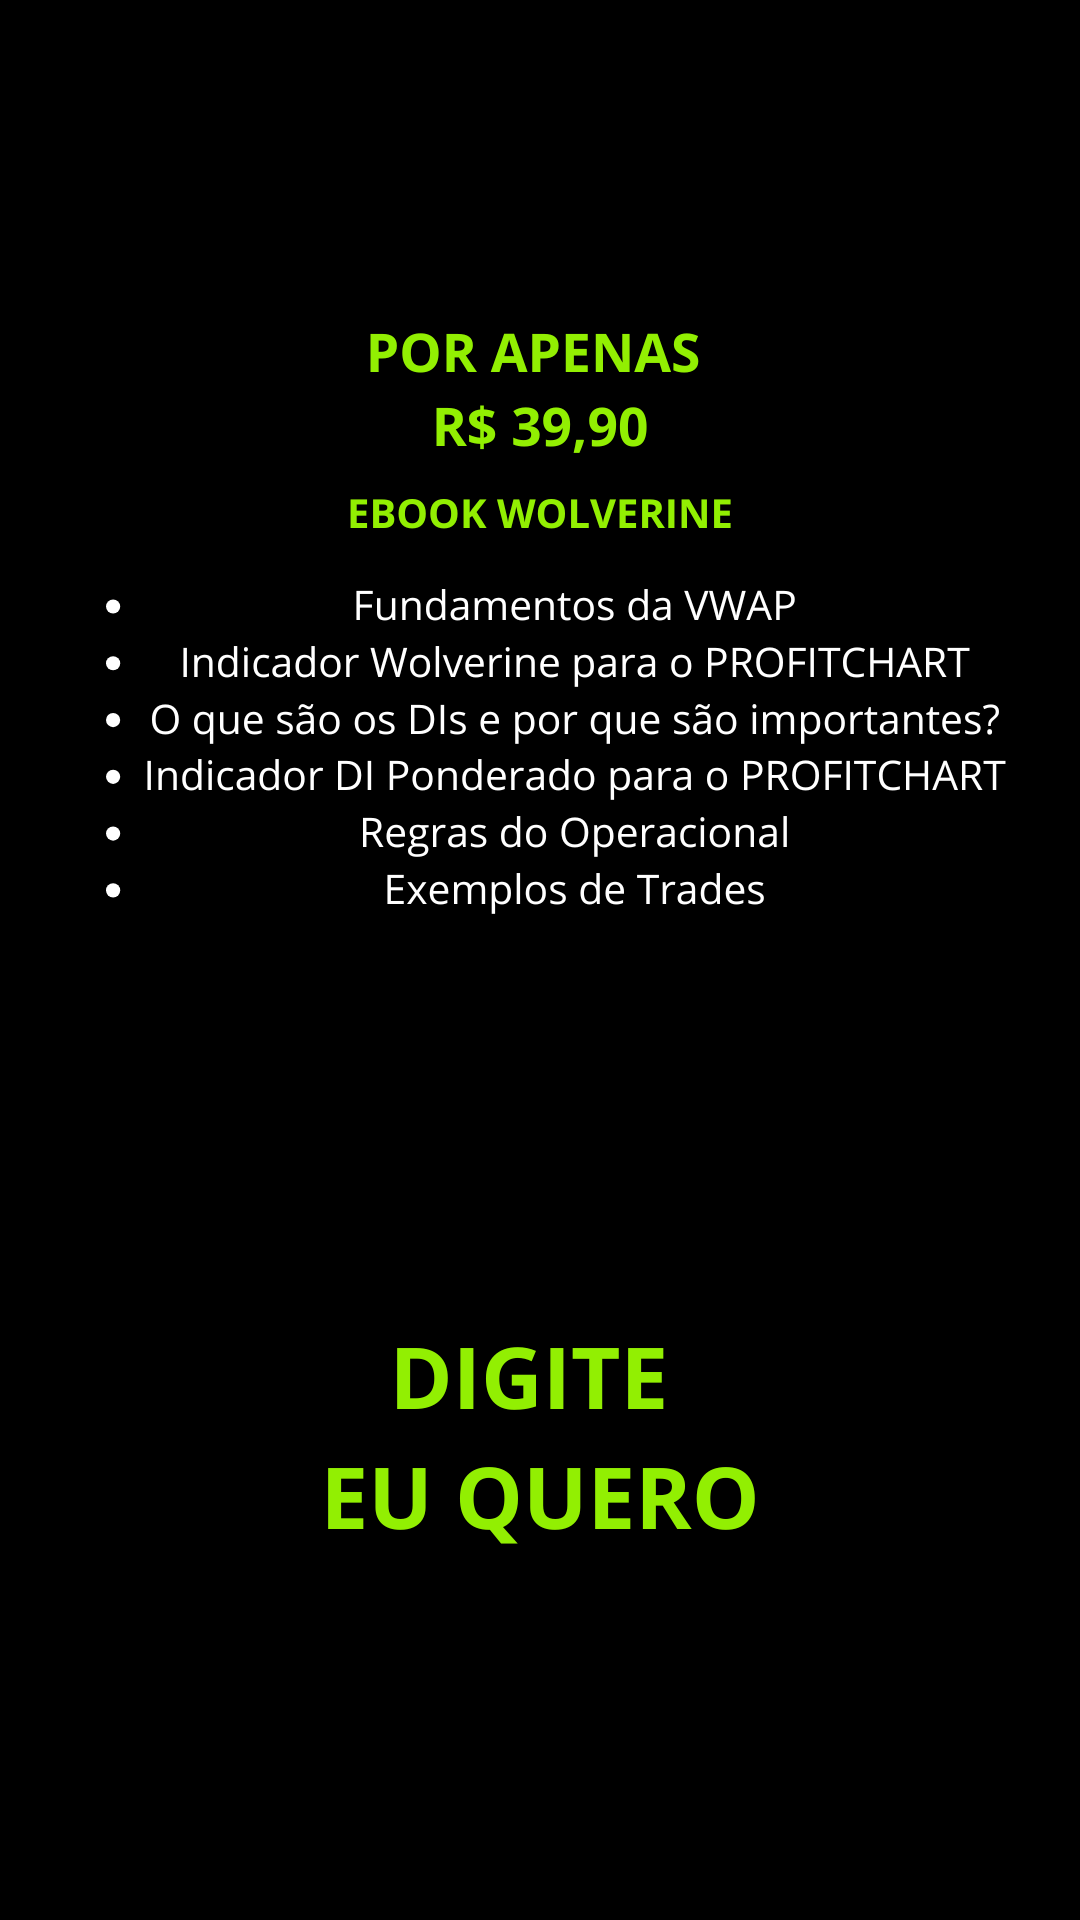 POR APENAS
R$ 39,90
EBOOK WOLVERINE
• Fundamentos da VWAP
• Indicador Wolverine para o PROFITCHART
• O que são os DIs e por que são importantes?
• Indicador DI Ponderado para o PROFITCHART
• Regras do Operacional
• Exemplos de Trades
DIGITE
EU QUERO